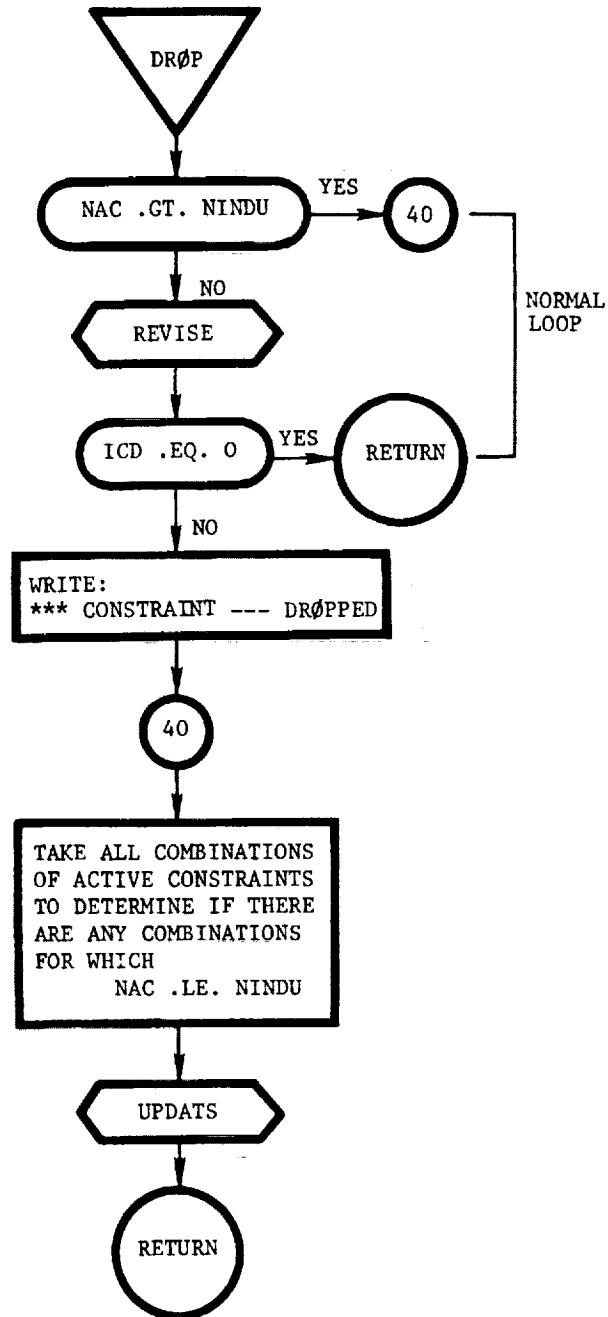 DRØP
NAC .GT. NINDU
YES
40
NO
NORMAL
LOOP
REVISE
ICD .EQ. 0
YES
RETURN
NO
WRITE:
*** CONSTRAINT --- DRØPPED
40
TAKE ALL COMBINATIONS
OF ACTIVE CONSTRAINTS
TO DETERMINE IF THERE
ARE ANY COMBINATIONS
FOR WHICH
NAC .LE. NINDU
UPDATS
RETURN